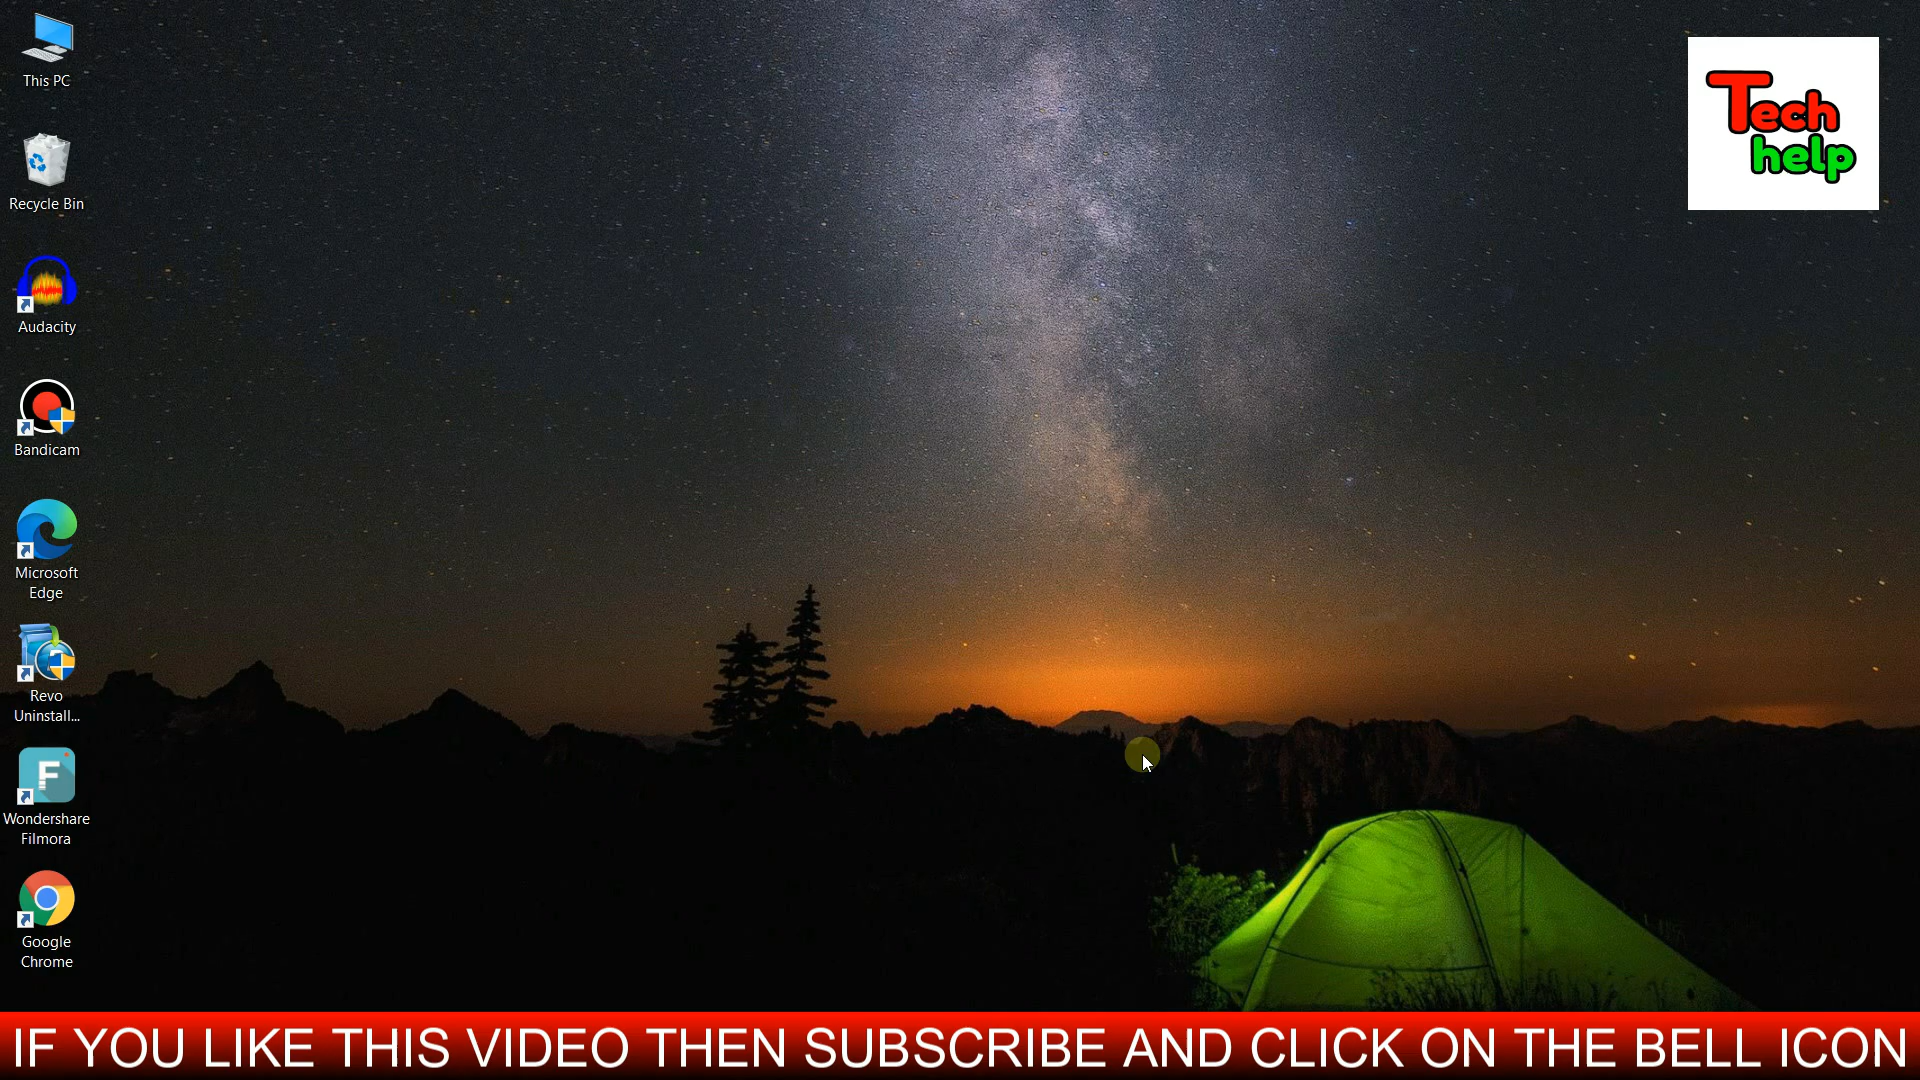 This PC
Tech
help
Recycle Bin
Audacity
Bandicam
Microsoft
Edge
Revo
Uninstall...
F
Wondershare
Filmora
Google
Chrome
IF YOU LIKE THIS VIDEO THEN SUBSCRIBE AND CLICK ON THE BELL ICON